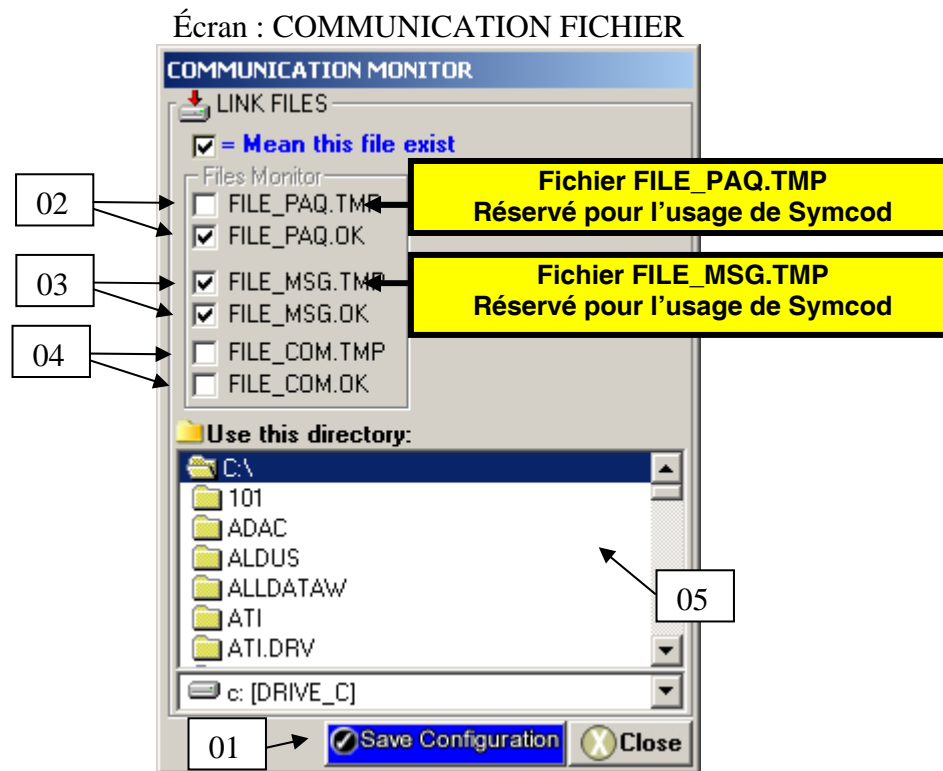 Écran : COMMUNICATION FICHIER
COMMUNICATION MONITOR
LINK FILES
= Mean this file exist
Files Monitor
02
FILE_PAQ.TMP
Fichier FILE_PAQ.TMP
Réservé pour l'usage de Symcod
FILE_PAQ.OK
03
FILE_MSG.TMP
Fichier FILE_MSG.TMP
Réservé pour l'usage de Symcod
FILE_MSG.OK
04
FILE_COM.TMP
FILE_COM.OK
Use this directory:
C:\
101
ADAC
ALDUS
ALLDATAW
ATI
ATI.DRV
05
c: [DRIVE_C]
01
Save Configuration
Close